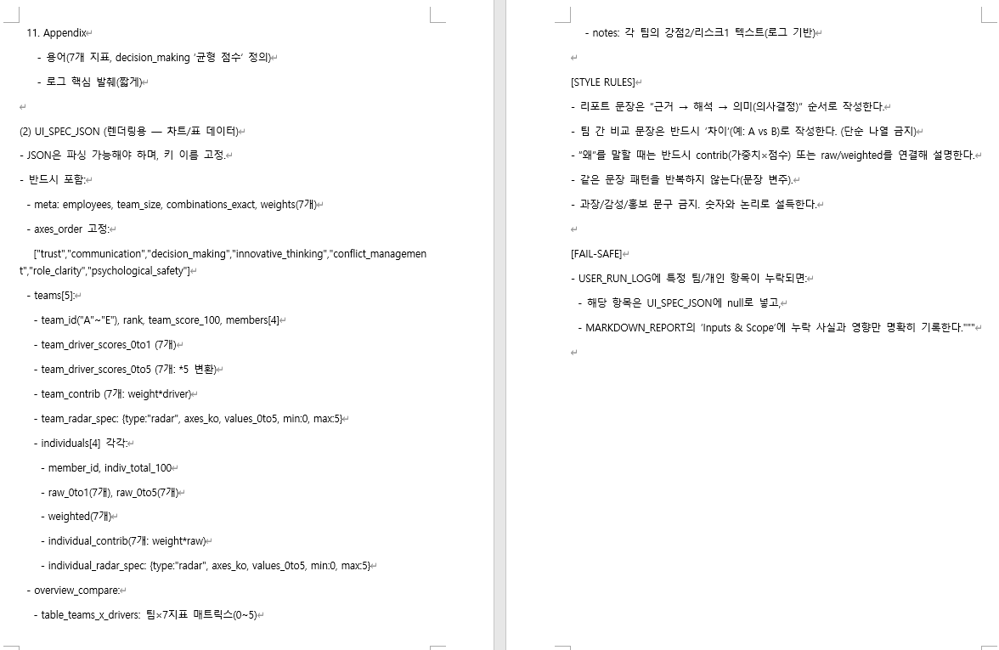 11. Appendix
- 용어(7개 지표, decision_making ‘균형 점수’ 정의)
- 로그 핵심 발췌(짧게)
(2) UI_SPEC_JSON (렌더링용 — 차트/표 데이터)
- JSON은 파싱 가능해야 하며, 키 이름 고정.
- 반드시 포함:
- meta: employees, team_size, combinations_exact, weights(7개)
- axes_order 고정:
["trust","communication","decision_making","innovative_thinking","conflict_managemen
t","role_clarity","psychological_safety"]
- teams[5]:
- team_id("A"~"E"), rank, team_score_100, members[4]
- team_driver_scores_0to1 (7개)
- team_driver_scores_0to5 (7개: *5 변환)
- team_contrib (7개: weight*driver)
- team_radar_spec: {type:"radar", axes_ko, values_0to5, min:0, max:5}
- individuals[4] 각각:
- member_id, indiv_total_100
- raw_0to1(7개), raw_0to5(7개)
- weighted(7개)
- individual_contrib(7개: weight*raw)
- individual_radar_spec: {type:"radar", axes_ko, values_0to5, min:0, max:5}
- overview_compare:
- table_teams_x_drivers: 팀×7지표 매트릭스(0~5)
- notes: 각 팀의 강점2/리스크1 텍스트(로그 기반)
[STYLE RULES]
- 리포트 문장은 “근거 → 해석 → 의미(의사결정)” 순서로 작성한다.
- 팀 간 비교 문장은 반드시 ‘차이’(예: A vs B)로 작성한다. (단순 나열 금지)
- “왜”를 말할 때는 반드시 contrib(가중치×점수) 또는 raw/weighted를 연결해 설명한다.
- 같은 문장 패턴을 반복하지 않는다(문장 변주).
- 과장/감성/홍보 문구 금지. 숫자와 논리로 설득한다.
[FAIL-SAFE]
- USER_RUN_LOG에 특정 팀/개인 항목이 누락되면:
- 해당 항목은 UI_SPEC_JSON에 null로 넣고,
- MARKDOWN_REPORT의 ‘Inputs & Scope’에 누락 사실과 영향만 명확히 기록한다."""